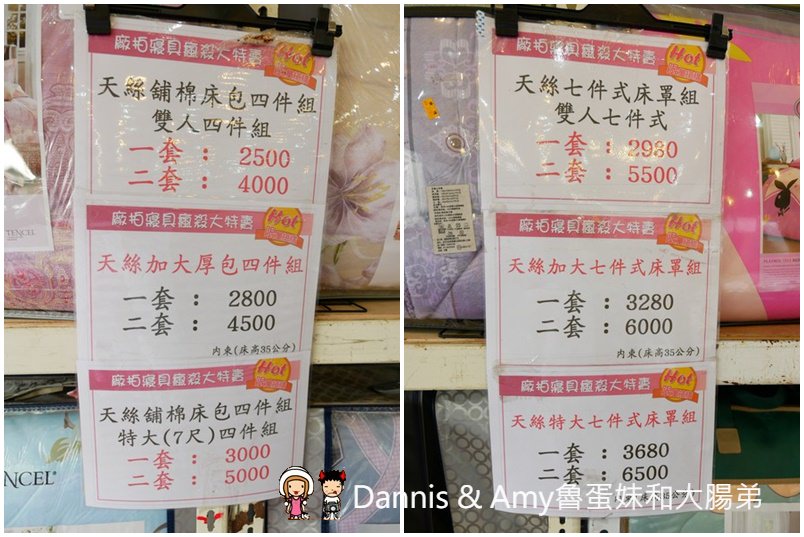 廠拍寢具瘋殺大特賣 Hot
天絲鋪棉床包四件組
雙人四件組
一套 : 2500
二套 : 4000
廠拍寢具瘋殺大特賣 Hot
天絲加大厚包四件組
一套 : 2800
二套 : 4500
內束(床高35公分)
廠拍寢具瘋殺大特賣 Hot
天絲鋪棉床包四件組
特大(7尺)四件組
一套 : 3000
二套 : 5000
TENCEL
ENCEL
廠拍寢具瘋殺大特賣 Hot
天絲七件式床罩組
雙人七件式
一套 : 2980
二套 : 5500
廠拍寢具瘋殺大特賣 Hot
天絲加大七件式床罩組
一套 : 3280
二套 : 6000
內束(床高35公分)
廠拍寢具瘋殺大特賣 Hot
天絲特大七件式床罩組
一套 : 3680
二套 : 6500
35公分)
Dannis & Amy魯蛋妹和大腸弟